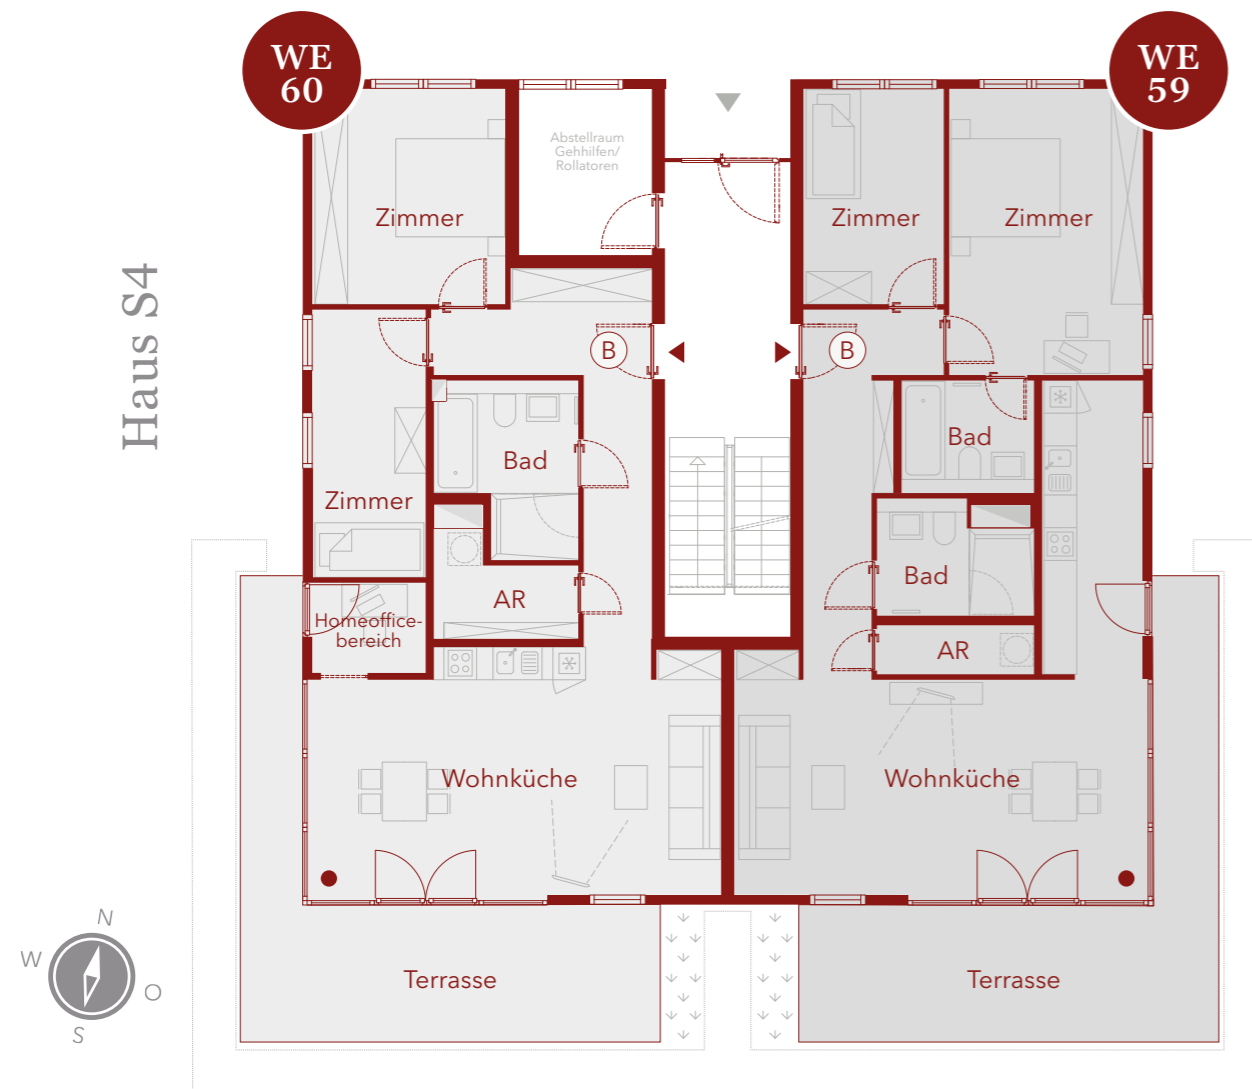 WE
60
WE
59
Abstellraum
Gehhilfen/
Rollatoren
Zimmer
Zimmer
Zimmer
Haus S4
B
B
Bad
Bad
Zimmer
Bad
AR
Homeoffice-
bereich
AR
Wohnküche
Wohnküche
N
W
O
S
Terrasse
Terrasse